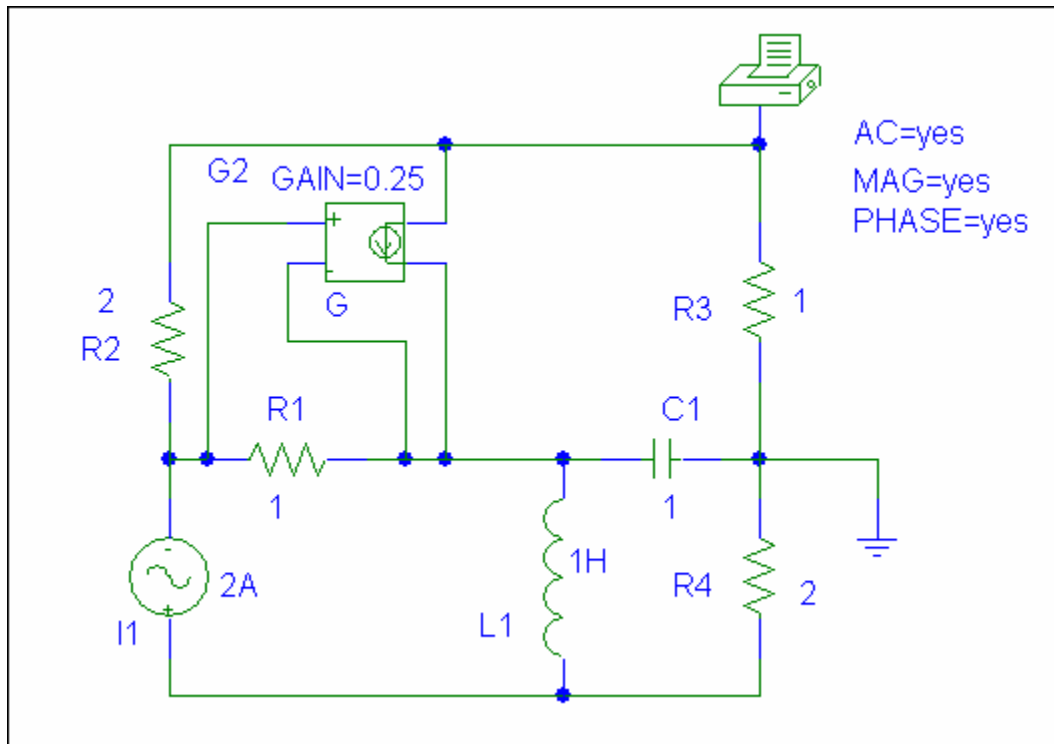 AC=yes
MAG=yes
PHASE=yes
G2
GAIN=0.25
+
-
G
2
R2
R3
1
R1
1
C1
1
-
+
2A
I1
1H
L1
R4
2